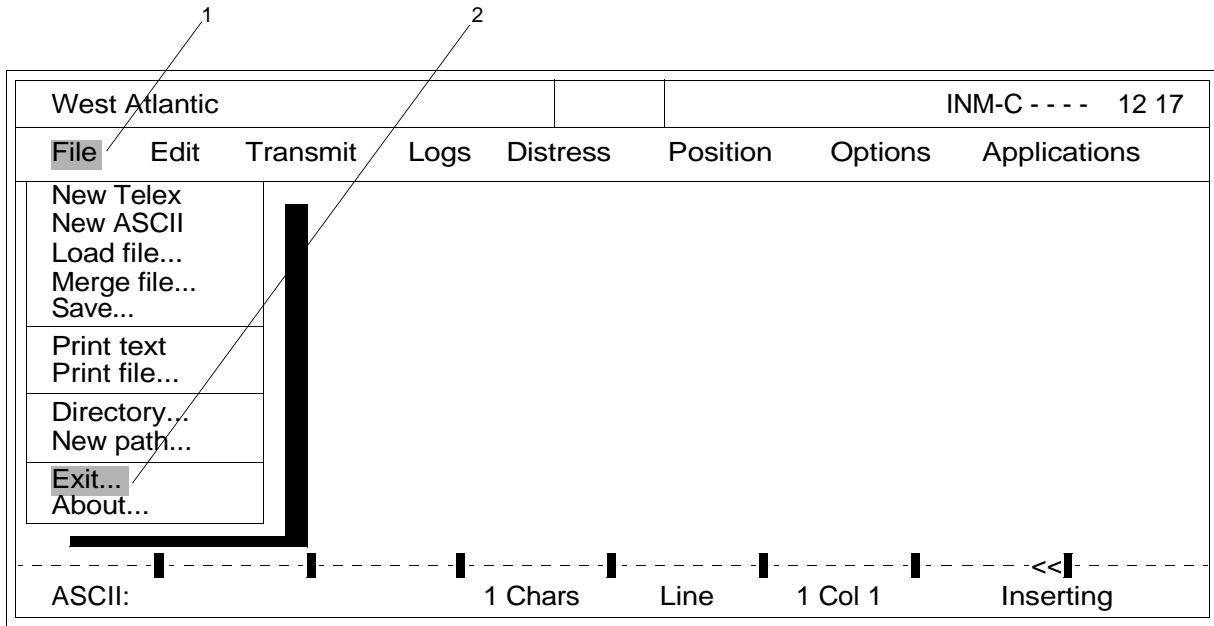 1 2
West Atlantic INM-C - - - - 12 17
File Edit Transmit Logs Distress Position Options Applications
New Telex
New ASCII
Load file...
Merge file...
Save...
Print text
Print file...
Directory...
New path...
Exit...
About...
<<
ASCII: 1 Chars Line 1 Col 1 Inserting